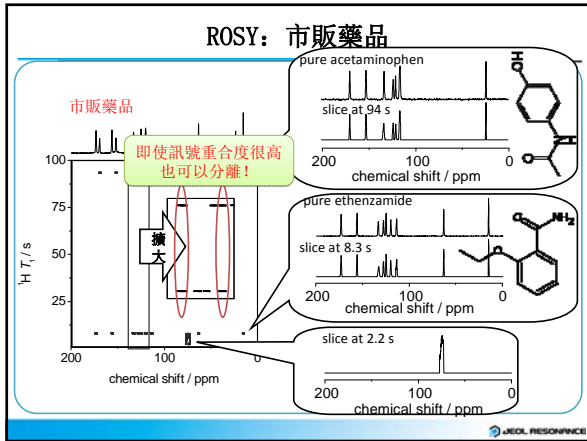 ROSY：市販藥品
市販藥品
即使訊號重合度很高
也可以分離！
100
75
50
25
¹H T₁ / s
擴大
200
100
0
chemical shift / ppm
pure acetaminophen
slice at 94 s
200
100
0
chemical shift / ppm
HO
N
H
O
pure ethenzamide
slice at 8.3 s
200
100
0
chemical shift / ppm
O
NH₂
O
slice at 2.2 s
200
100
0
chemical shift / ppm
JEOL RESONANCE